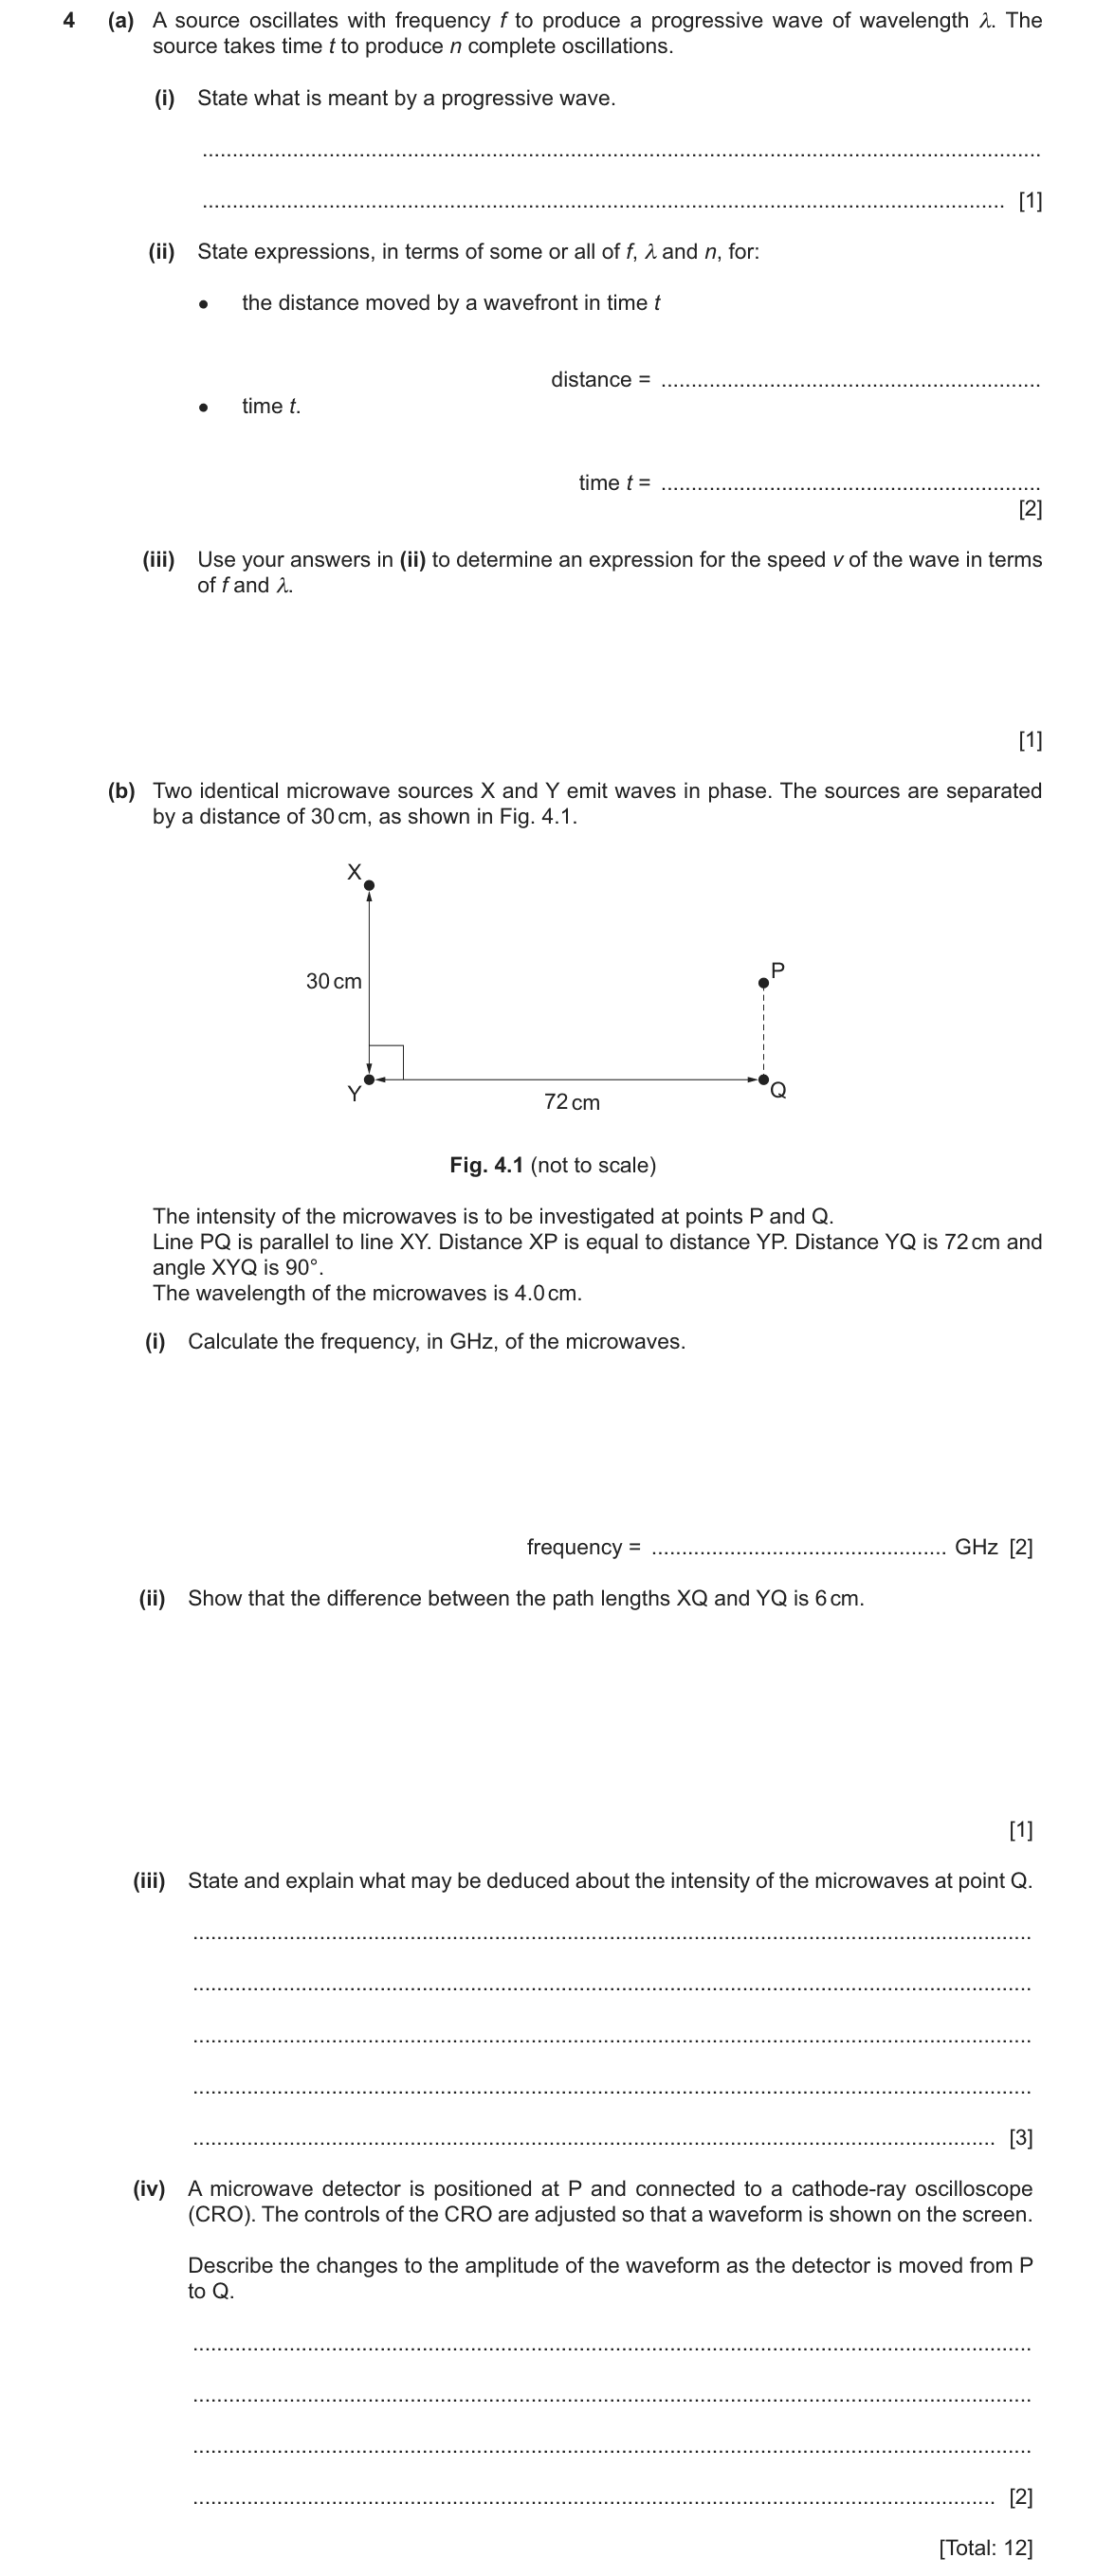 4 (a) A source oscillates with frequency f to produce a progressive wave of wavelength λ. The
source takes time t to produce n complete oscillations.
(i) State what is meant by a progressive wave.
..........................................................................................................................................
.................................................................................................................................... [1]
(ii) State expressions, in terms of some or all of f, λ and n, for:
• the distance moved by a wavefront in time t
distance = ...............................................................
• time t.
time t = ...............................................................
[2]
(iii) Use your answers in (ii) to determine an expression for the speed v of the wave in terms
of f and λ.
[1]
(b) Two identical microwave sources X and Y emit waves in phase. The sources are separated
by a distance of 30 cm, as shown in Fig. 4.1.
X
P
30 cm
Y
Q
72 cm
Fig. 4.1 (not to scale)
The intensity of the microwaves is to be investigated at points P and Q.
Line PQ is parallel to line XY. Distance XP is equal to distance YP. Distance YQ is 72 cm and
angle XYQ is 90°.
The wavelength of the microwaves is 4.0 cm.
(i) Calculate the frequency, in GHz, of the microwaves.
frequency = ................................................. GHz [2]
(ii) Show that the difference between the path lengths XQ and YQ is 6 cm.
[1]
(iii) State and explain what may be deduced about the intensity of the microwaves at point Q.
..........................................................................................................................................
..........................................................................................................................................
..........................................................................................................................................
..........................................................................................................................................
.................................................................................................................................... [3]
(iv) A microwave detector is positioned at P and connected to a cathode-ray oscilloscope
(CRO). The controls of the CRO are adjusted so that a waveform is shown on the screen.
Describe the changes to the amplitude of the waveform as the detector is moved from P
to Q.
..........................................................................................................................................
..........................................................................................................................................
..........................................................................................................................................
.................................................................................................................................... [2]
[Total: 12]